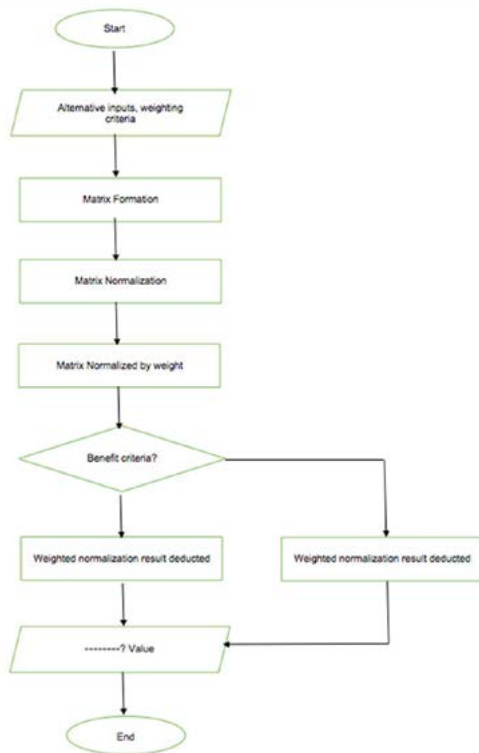 Start
Alternative inputs, weighting
criteria
Matrix Formation
Matrix Normalization
Matrix Normalized by weight
Benefit criteria?
Weighted normalization result deducted
Weighted normalization result deducted
--------? Value
End